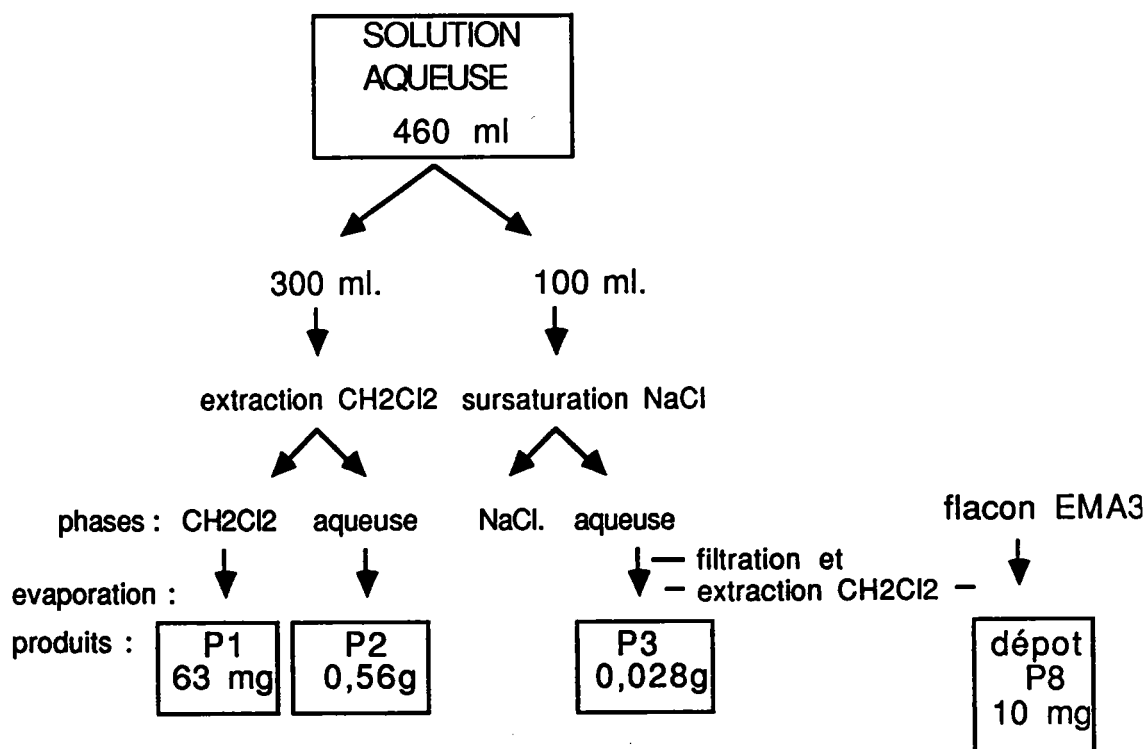 SOLUTION
AQUEUSE
460 ml
300 ml.
100 ml.
extraction CH2Cl2
sursaturation NaCl
phases : CH2Cl2 aqueuse NaCl. aqueuse
flacon EMA3
filtration et
extraction CH2Cl2
evaporation :
produits :
P1
63 mg
P2
0,56g
P3
0,028g
dépot
P8
10 mg